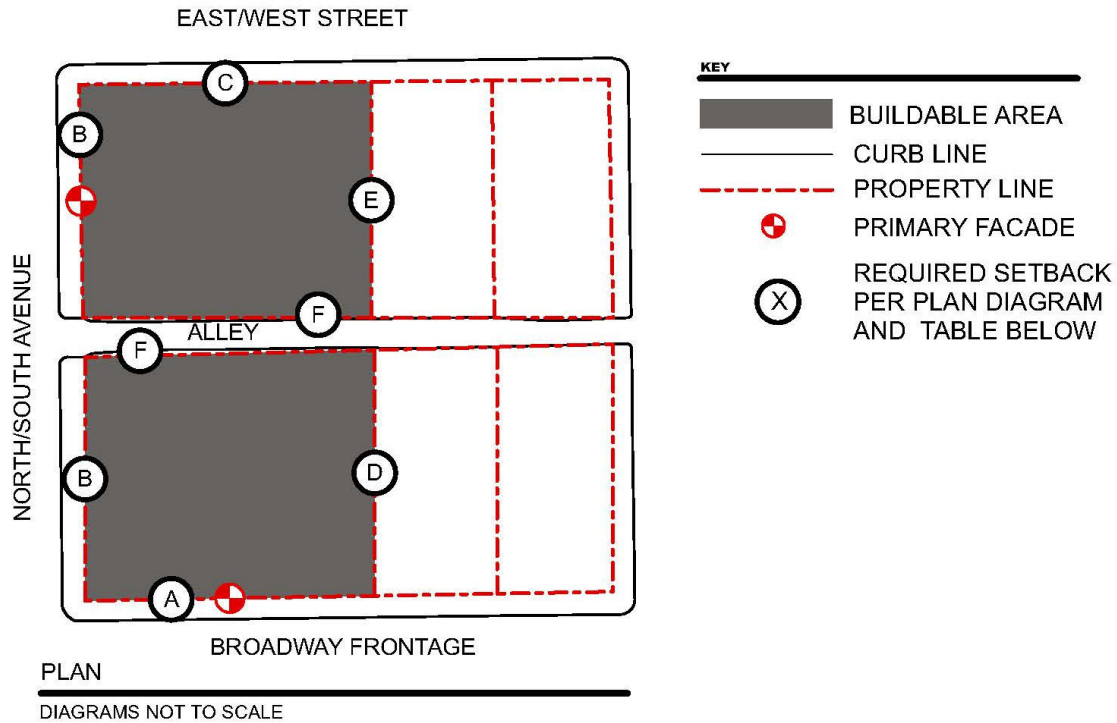 EAST/WEST STREET
C
B
E
F
ALLEY
F
NORTH/SOUTH AVENUE
B
D
A
BROADWAY FRONTAGE
PLAN
DIAGRAMS NOT TO SCALE
KEY
BUILDABLE AREA
CURB LINE
PROPERTY LINE
PRIMARY FACADE
X
REQUIRED SETBACK
PER PLAN DIAGRAM
AND TABLE BELOW